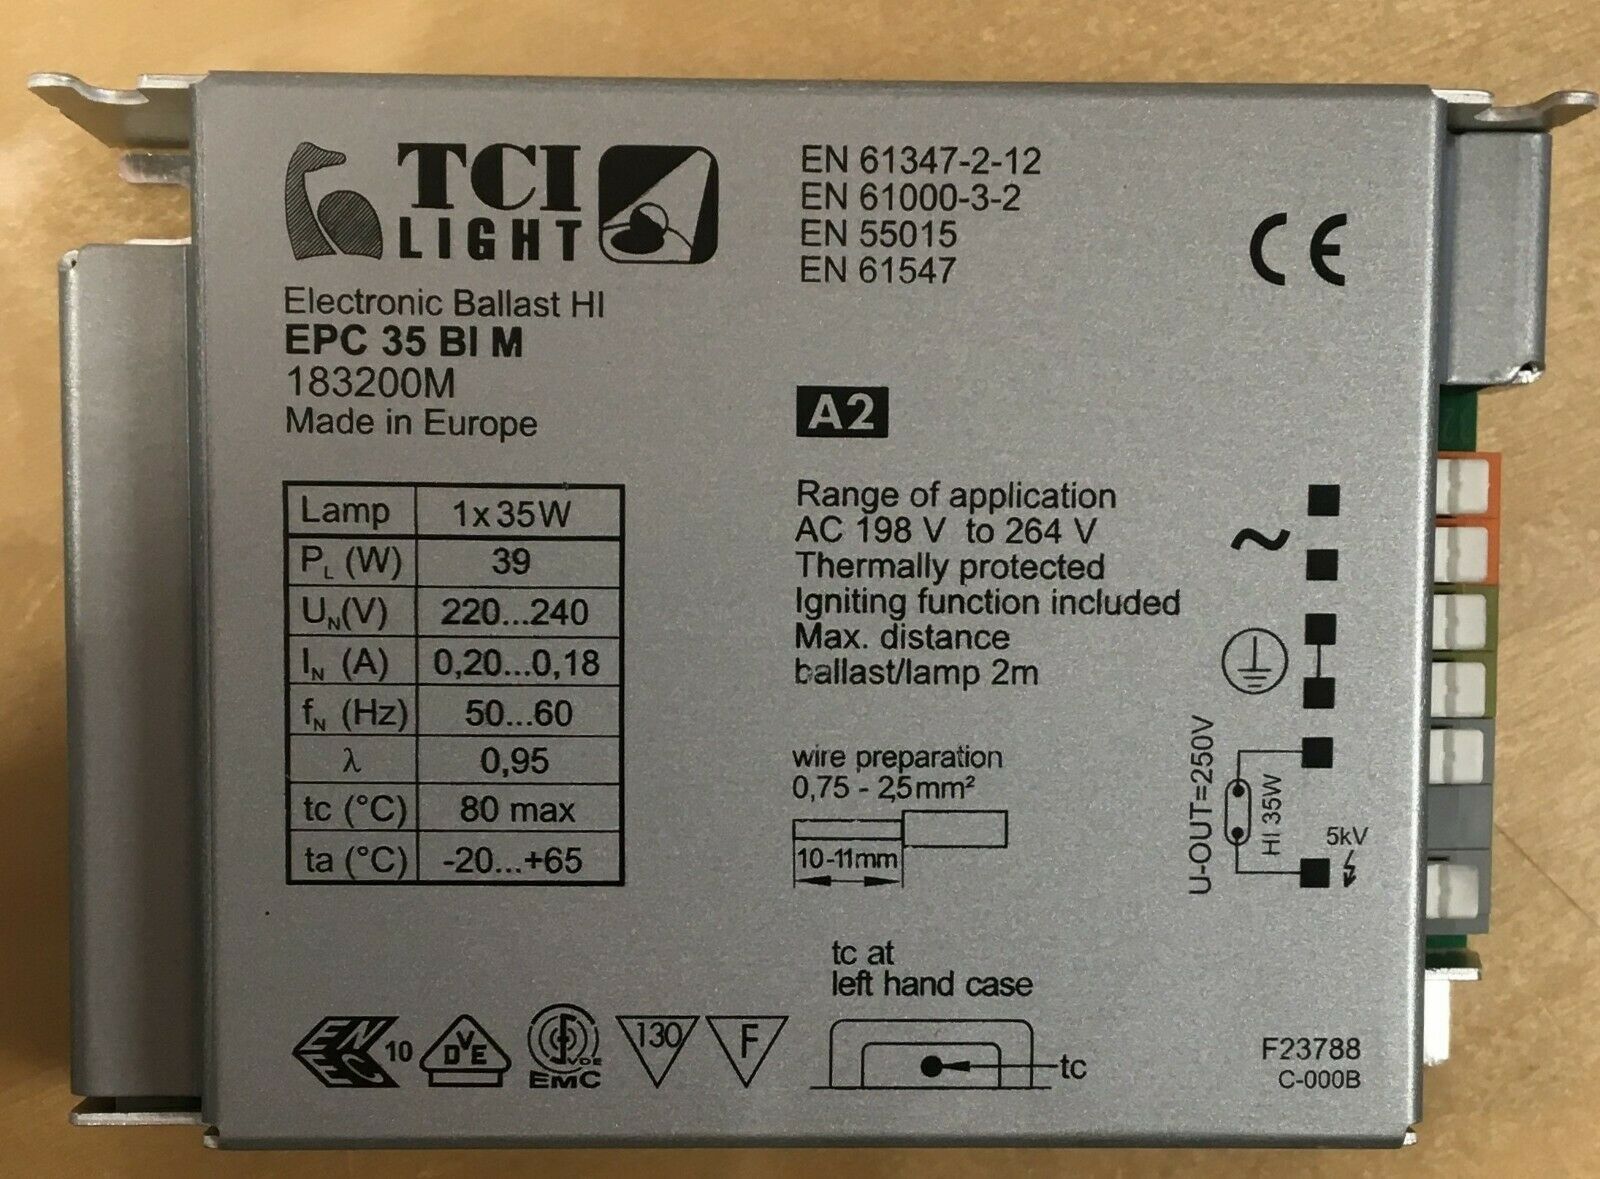 TCI
LIGHT
Electronic Ballast HI
EPC 35 BI M
183200M
Made in Europe
Lamp 1x35W
PL (W) 39
UN(V) 220...240
IN (A) 0,20...0,18
fN (Hz) 50...60
λ 0,95
tc (°C) 80 max
ta (°C) -20...+65
EN 61347-2-12
EN 61000-3-2
EN 55015
EN 61547
CE
A2
Range of application
AC 198 V to 264 V
Thermally protected
Igniting function included
Max. distance
ballast/lamp 2m
wire preparation
0,75 - 2,5mm²
10-11mm
~
U-OUT=250V
HI 35W
5kV
tc at
left hand case
tc
ENEC 10
DVE
VDE
EMC
130
F
F23788
C-000B